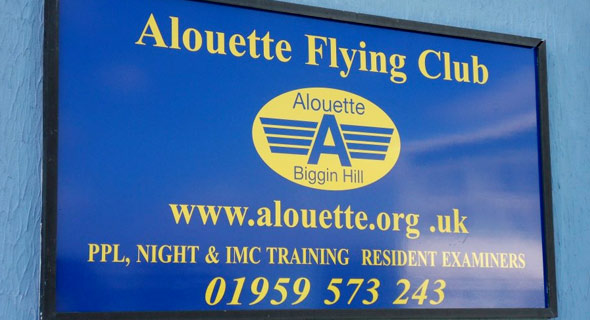 Alouette Flying Club
Alouette
A
Biggin Hill
www.alouette.org .uk
PPL, NIGHT & IMC TRAINING RESIDENT EXAMINERS
01959 573 243